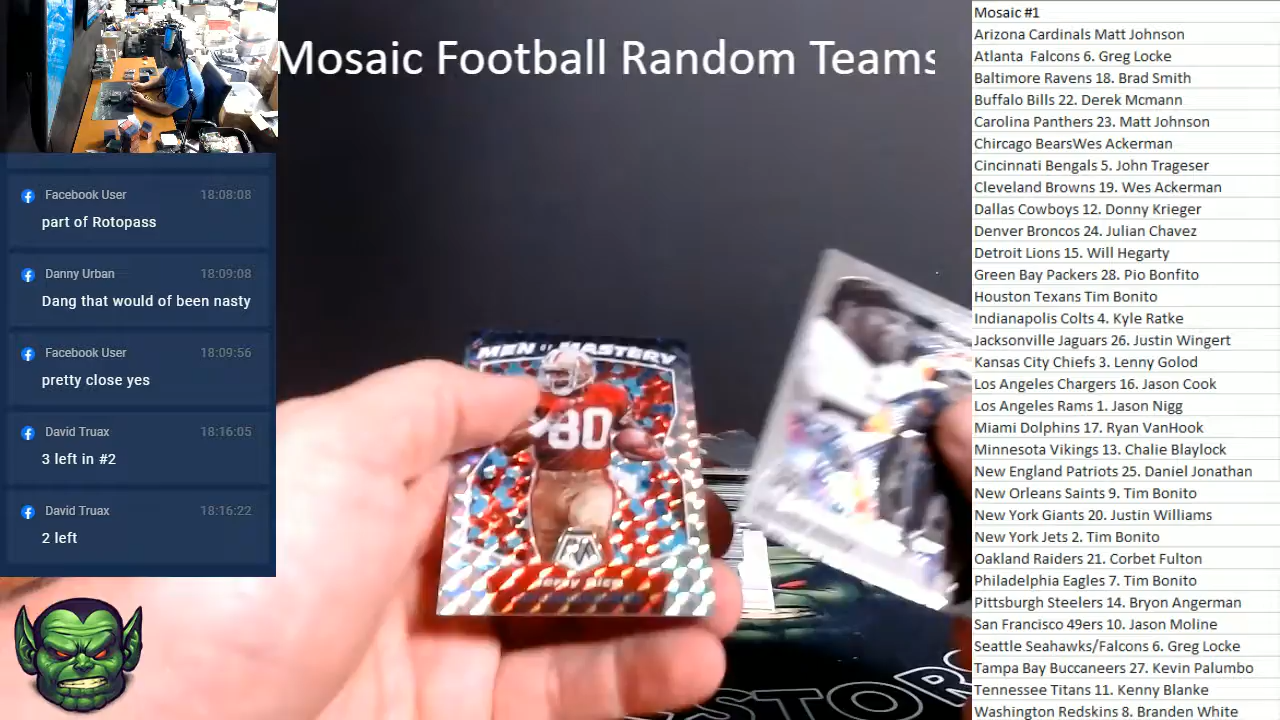 Mosaic Football Random Teams
Facebook User 18:08:08
part of Rotopass
Danny Urban 18:09:08
Dang that would of been nasty
Facebook User 18:09:56
pretty close yes
David Truax 18:16:05
3 left in #2
David Truax 18:16:22
2 left
MEN OF MASTERY
80
Jerry Rice
STO
Mosaic #1
Arizona Cardinals Matt Johnson
Atlanta Falcons 6. Greg Locke
Baltimore Ravens 18. Brad Smith
Buffalo Bills 22. Derek Mcmann
Carolina Panthers 23. Matt Johnson
Chircago BearsWes Ackerman
Cincinnati Bengals 5. John Trageser
Cleveland Browns 19. Wes Ackerman
Dallas Cowboys 12. Donny Krieger
Denver Broncos 24. Julian Chavez
Detroit Lions 15. Will Hegarty
Green Bay Packers 28. Pio Bonfito
Houston Texans Tim Bonito
Indianapolis Colts 4. Kyle Ratke
Jacksonville Jaguars 26. Justin Wingert
Kansas City Chiefs 3. Lenny Golod
Los Angeles Chargers 16. Jason Cook
Los Angeles Rams 1. Jason Nigg
Miami Dolphins 17. Ryan VanHook
Minnesota Vikings 13. Chalie Blaylock
New England Patriots 25. Daniel Jonathan
New Orleans Saints 9. Tim Bonito
New York Giants 20. Justin Williams
New York Jets 2. Tim Bonito
Oakland Raiders 21. Corbet Fulton
Philadelphia Eagles 7. Tim Bonito
Pittsburgh Steelers 14. Bryon Angerman
San Francisco 49ers 10. Jason Moline
Seattle Seahawks/Falcons 6. Greg Locke
Tampa Bay Buccaneers 27. Kevin Palumbo
Tennessee Titans 11. Kenny Blanke
Washington Redskins 8. Branden White